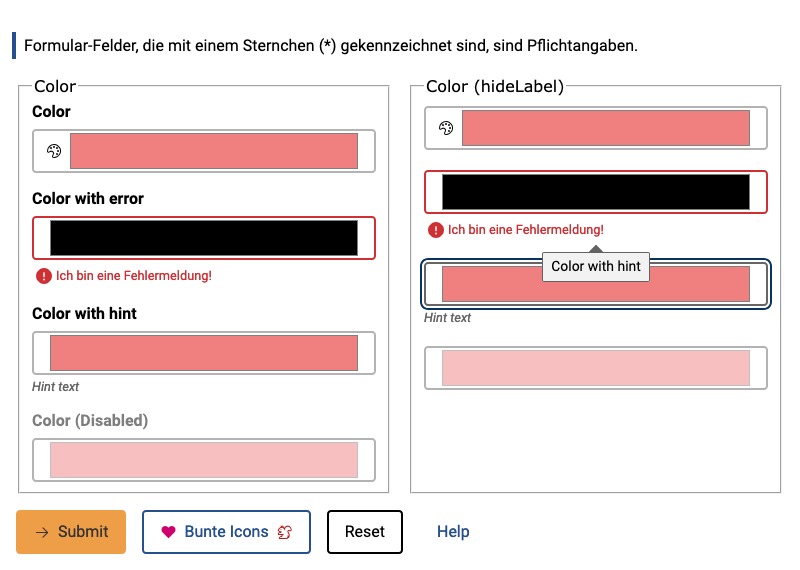 Formular-Felder, die mit einem Sternchen (*) gekennzeichnet sind, sind Pflichtangaben.
Color
Color
Color with error
Ich bin eine Fehlermeldung!
Color with hint
Hint text
Color (Disabled)
Color (hideLabel)
Ich bin eine Fehlermeldung!
Color with hint
Hint text
Submit
Bunte Icons
Reset
Help